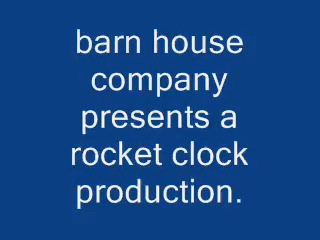 barn house
company
presents a
rocket clock
production.